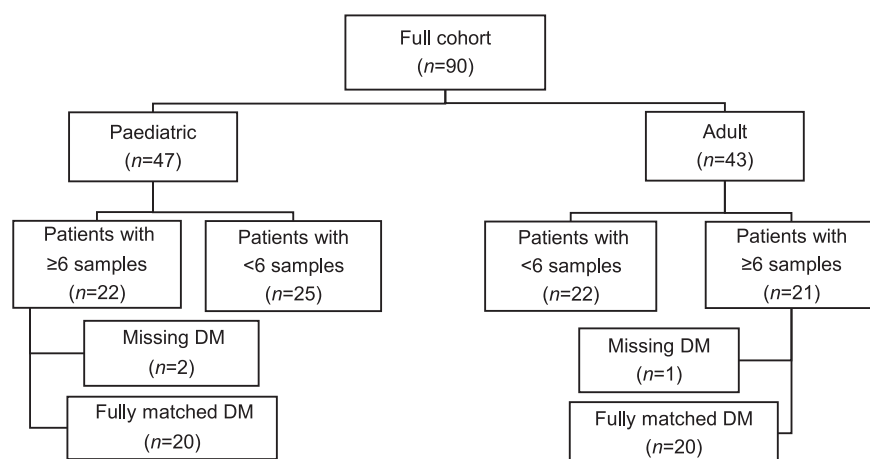 Full cohort
(n=90)
Paediatric
(n=47)
Adult
(n=43)
Patients with
≥6 samples
(n=22)
Patients with
<6 samples
(n=25)
Patients with
<6 samples
(n=22)
Patients with
≥6 samples
(n=21)
Missing DM
(n=2)
Missing DM
(n=1)
Fully matched DM
(n=20)
Fully matched DM
(n=20)